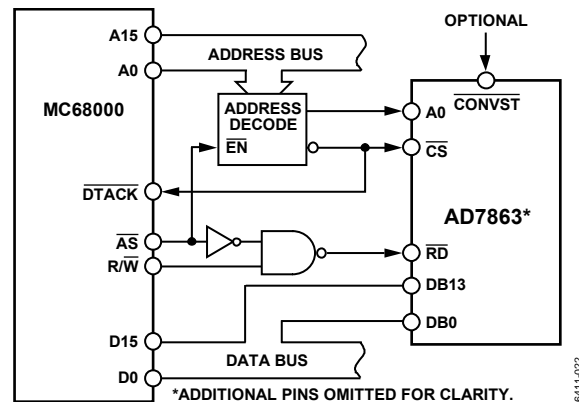 OPTIONAL
A15
ADDRESS BUS
A0
MC68000
ADDRESS
DECODE
EN
A0
CONVST
CS
DTACK
AD7863*
AS
R/W
RD
DB13
D15
DB0
DATA BUS
D0
*ADDITIONAL PINS OMITTED FOR CLARITY.